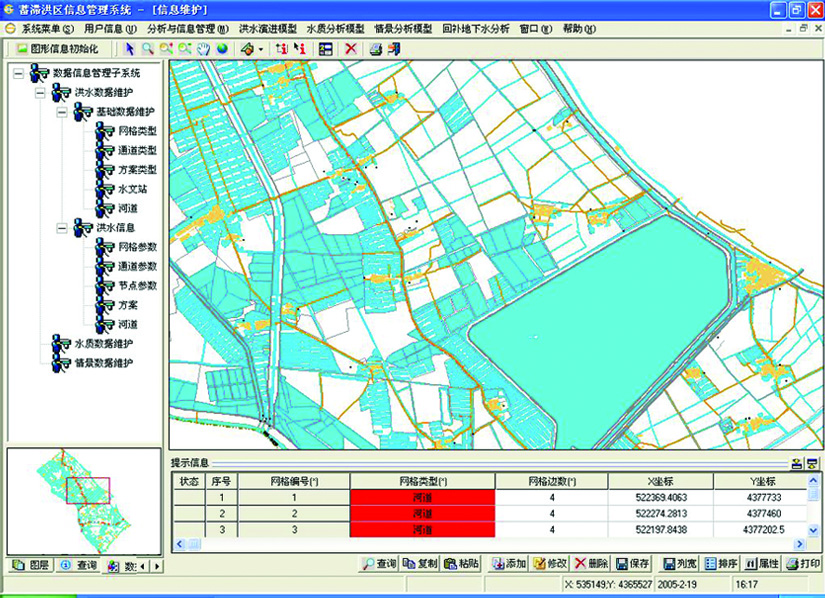 蓄滞洪区信息管理系统 - [信息维护]
系统菜单(S) 用户信息(U) 分析与信息管理(M) 洪水演进模型 水质分析模型 情景分析模型 回补地下水分析 窗口(W) 帮助(H)
图形信息初始化
数据信息管理子系统
洪水数据维护
基础数据维护
网格类型
通道类型
方案类型
水文站
河道
洪水信息
网格参数
通道参数
节点参数
方案
河道
水质数据维护
情景数据维护
提示信息
状态 序号 网格编号(*) 网格类型(*) 网格边数(*) X坐标 Y坐标
1 1 河道 4 522369.4063 4377733
2 2 河道 4 522274.2813 4377460
3 3 河道 4 522197.8438 4377202.5
图层 查询 数
查询 复制 粘贴 添加 修改 删除 保存 列宽 排序 属性 打印
X: 535149;Y: 4365527 2005-2-19 16:17